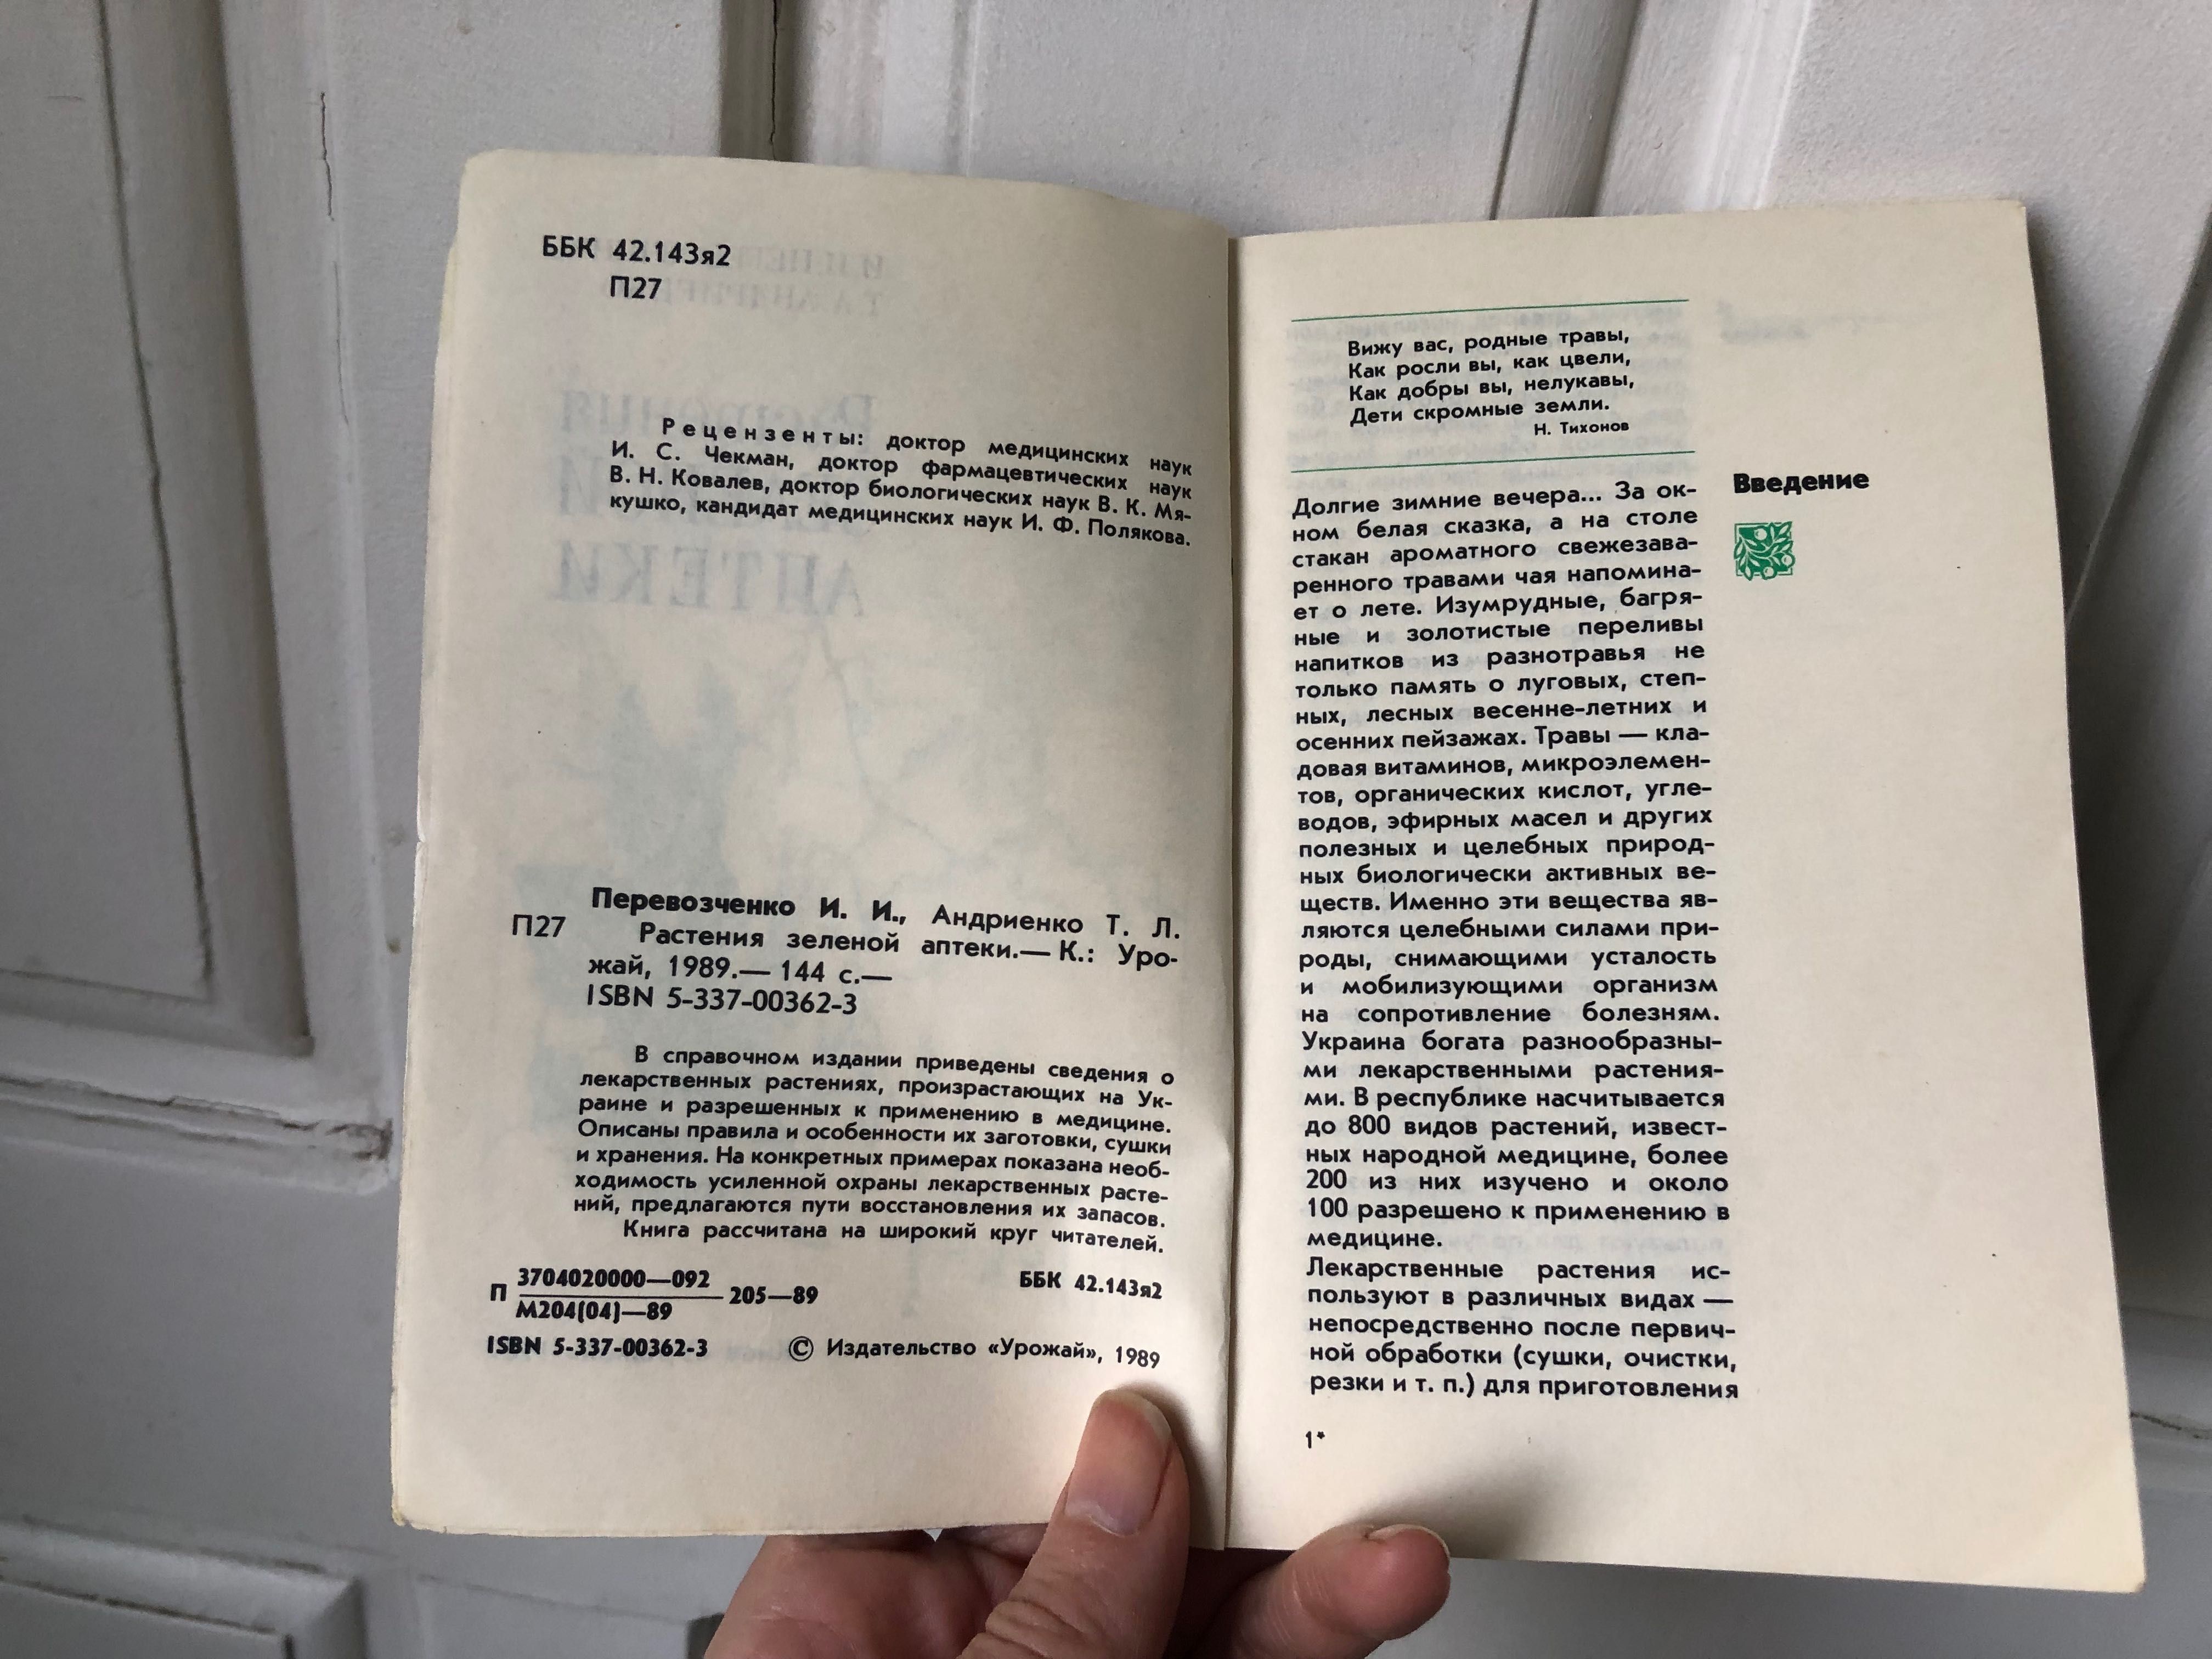 ББК 42.143я2
П27
Рецензенты: доктор медицинских наук
И. С. Чекман, доктор фармацевтических наук
В. Н. Ковалев, доктор биологических наук В. К. Мя-
кушко, кандидат медицинских наук И. Ф. Полякова.
Перевозченко И. И., Андриенко Т. Л.
П27 Растения зеленой аптеки.— К.: Уро-
жай, 1989.— 144 с.—
ISBN 5-337-00362-3
В справочном издании приведены сведения о
лекарственных растениях, произрастающих на Ук-
раине и разрешенных к применению в медицине.
Описаны правила и особенности их заготовки, сушки
и хранения. На конкретных примерах показана необ-
ходимость усиленной охраны лекарственных расте-
ний, предлагаются пути восстановления их запасов.
Книга рассчитана на широкий круг читателей.
П 3704020000—092 205—89 ББК 42.143я2
М204(04)—89
ISBN 5-337-00362-3 © Издательство «Урожай», 1989
Вижу вас, родные травы,
Как росли вы, как цвели,
Как добры вы, нелукавы,
Дети скромные земли.
Н. Тихонов
Введение
Долгие зимние вечера... За ок-
ном белая сказка, а на столе
стакан ароматного свежезава-
ренного травами чая напомина-
ет о лете. Изумрудные, багря-
ные и золотистые переливы
напитков из разнотравья не
только память о луговых, степ-
ных, лесных весенне-летних и
осенних пейзажах. Травы — кла-
довая витаминов, микроэлемен-
тов, органических кислот, угле-
водов, эфирных масел и других
полезных и целебных природ-
ных биологически активных ве-
ществ. Именно эти вещества яв-
ляются целебными силами при-
роды, снимающими усталость
и мобилизующими организм
на сопротивление болезням.
Украина богата разнообразны-
ми лекарственными растения-
ми. В республике насчитывается
до 800 видов растений, извест-
ных народной медицине, более
200 из них изучено и около
100 разрешено к применению в
медицине.
Лекарственные растения ис-
пользуют в различных видах —
непосредственно после первич-
ной обработки (сушки, очистки,
резки и т. п.) для приготовления
1*